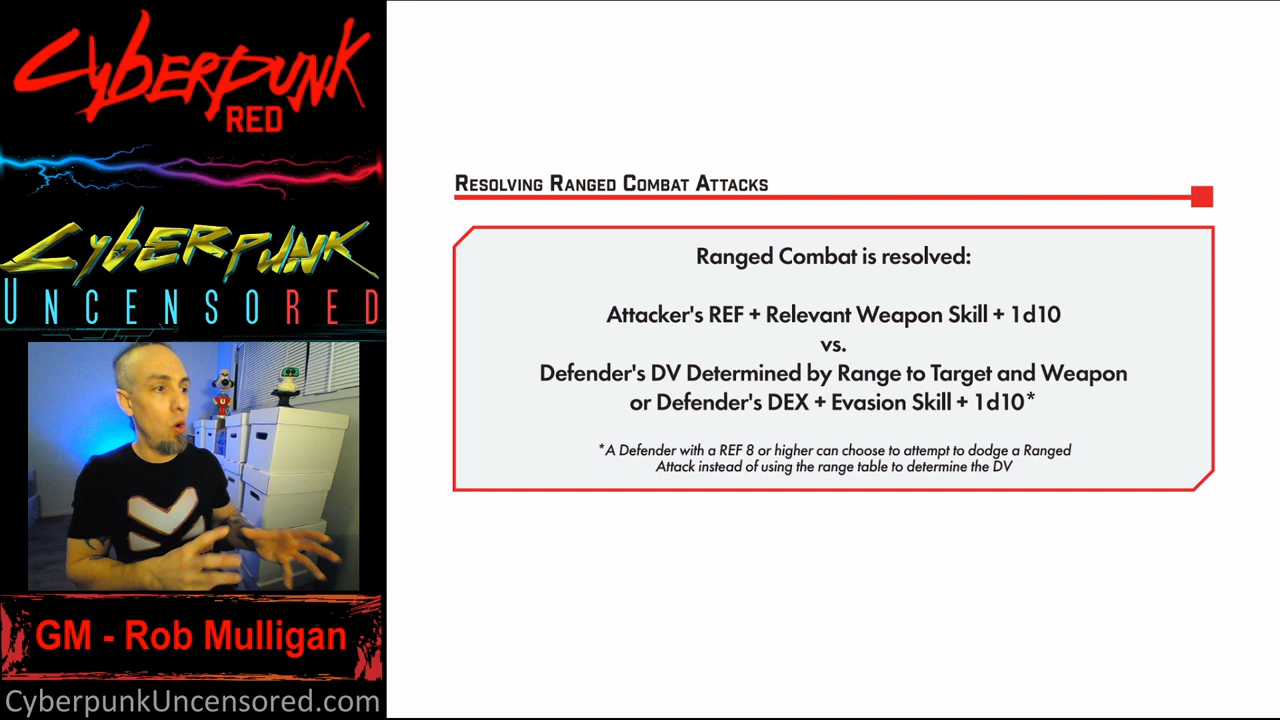 Cyberpunk
RED
Cyberpunk
UNCENSORED
GM - Rob Mulligan
CyberpunkUncensored.com
Resolving Ranged Combat Attacks
Ranged Combat is resolved:
Attacker's REF + Relevant Weapon Skill + 1d10
vs.
Defender's DV Determined by Range to Target and Weapon
or Defender's DEX + Evasion Skill + 1d10*
*A Defender with a REF 8 or higher can choose to attempt to dodge a Ranged
Attack instead of using the range table to determine the DV